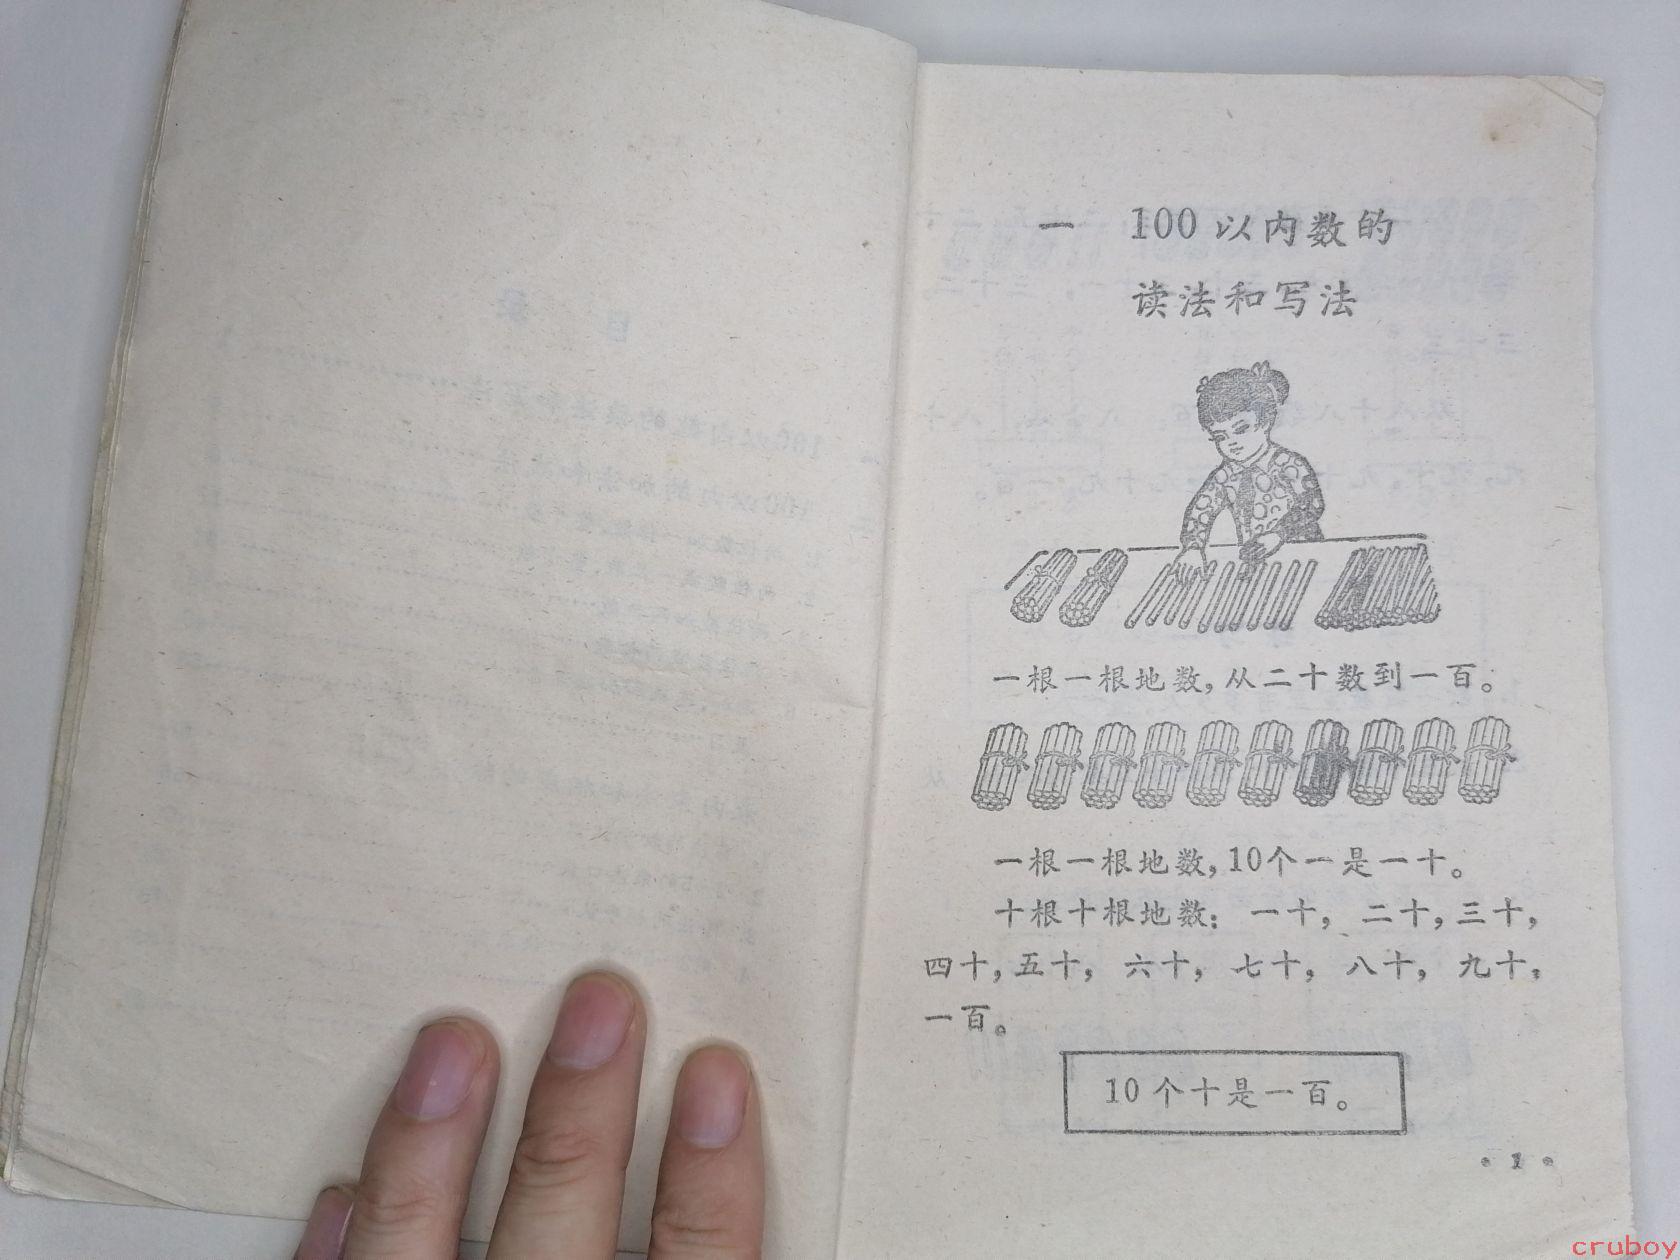 一 100以内数的
读法和写法
一根一根地数,从二十数到一百。
一根一根地数,10个一是一十。
十根十根地数: 一十, 二十,三十,
四十,五十, 六十, 七十, 八十, 九十,
一百。
10个十是一百。
• 1 •
cruboy